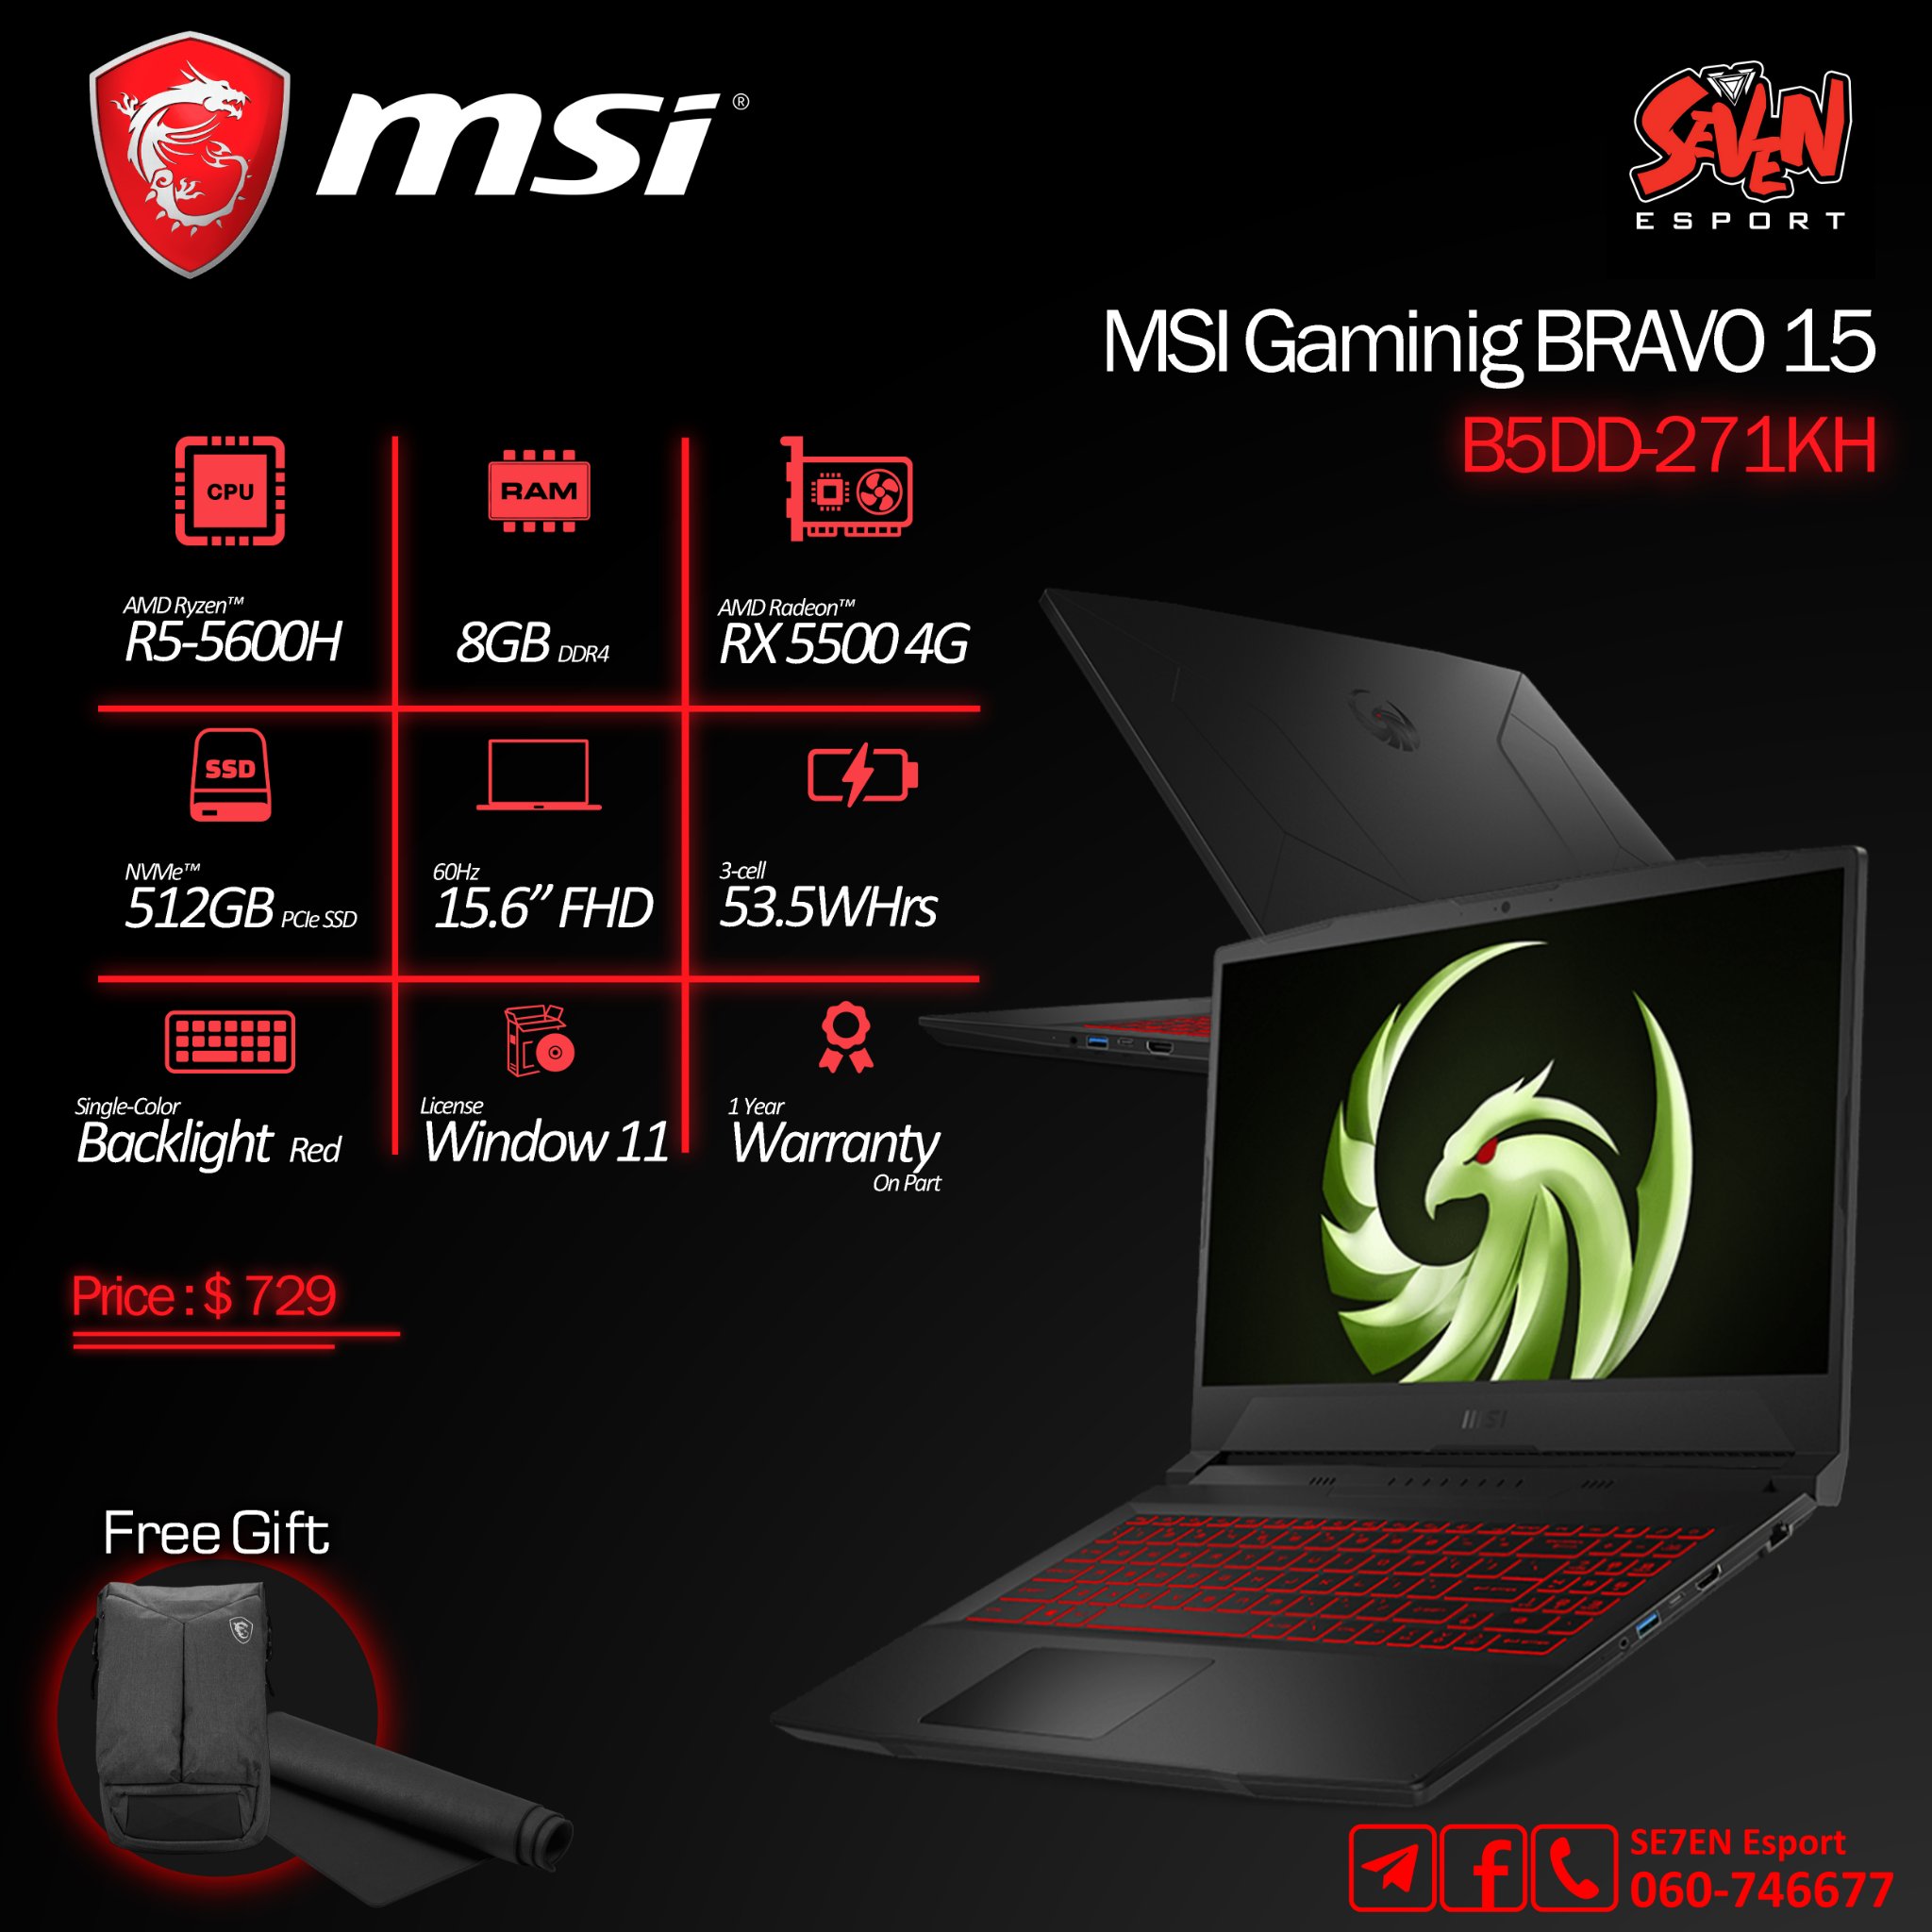 msi®
SEVEN
ESPORT
MSI Gaminig BRAVO 15
B5DD-271KH
CPU
RAM
AMD Ryzen™
R5-5600H
8GB DDR4
AMD Radeon™
RX 5500 4G
SSD
NVMe™
512GB PCIe SSD
60Hz
15.6” FHD
3-cell
53.5WHrs
Single-Color
Backlight Red
License
Window 11
1 Year
Warranty
On Part
Price : $ 729
msi
Free Gift
SE7EN Esport
060-746677